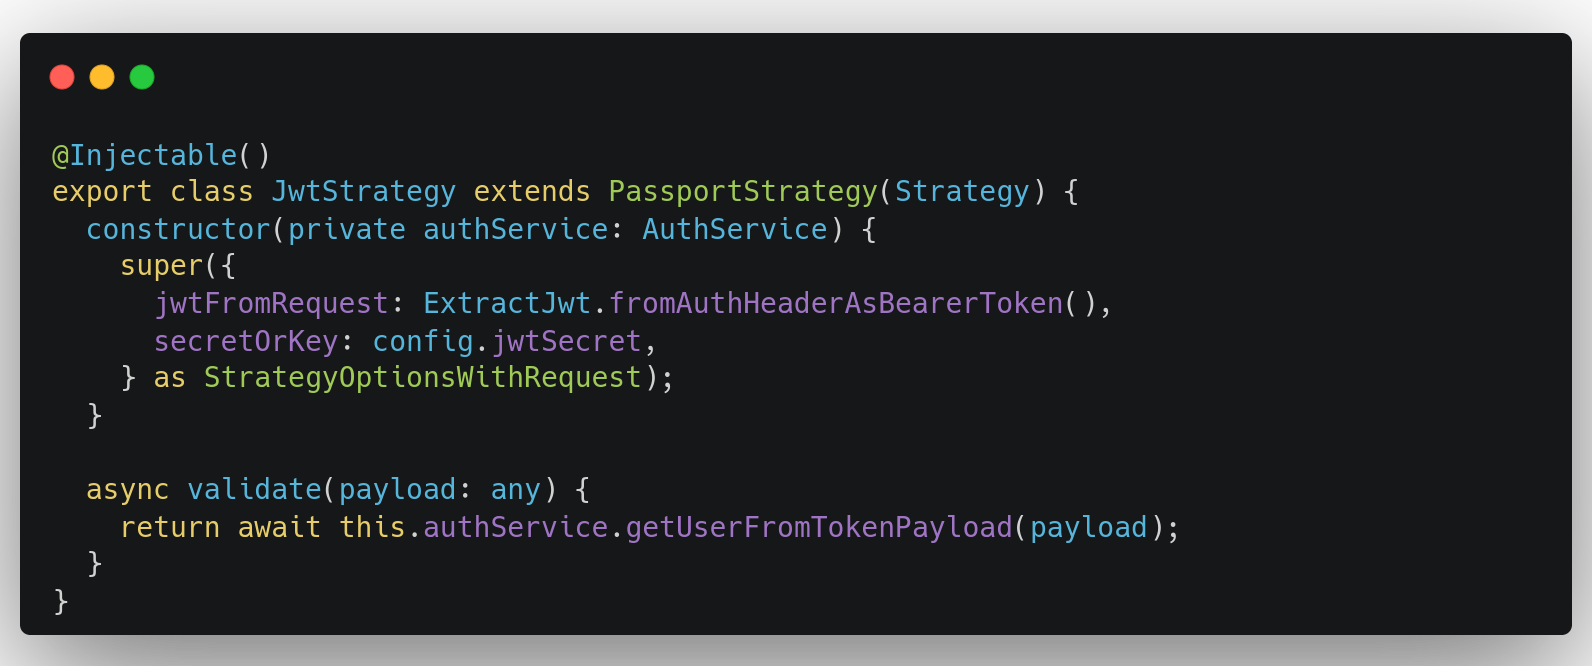 @Injectable()
export class JwtStrategy extends PassportStrategy(Strategy) {
  constructor(private authService: AuthService) {
    super({
      jwtFromRequest: ExtractJwt.fromAuthHeaderAsBearerToken(),
      secretOrKey: config.jwtSecret,
    } as StrategyOptionsWithRequest);
  }

  async validate(payload: any) {
    return await this.authService.getUserFromTokenPayload(payload);
  }
}